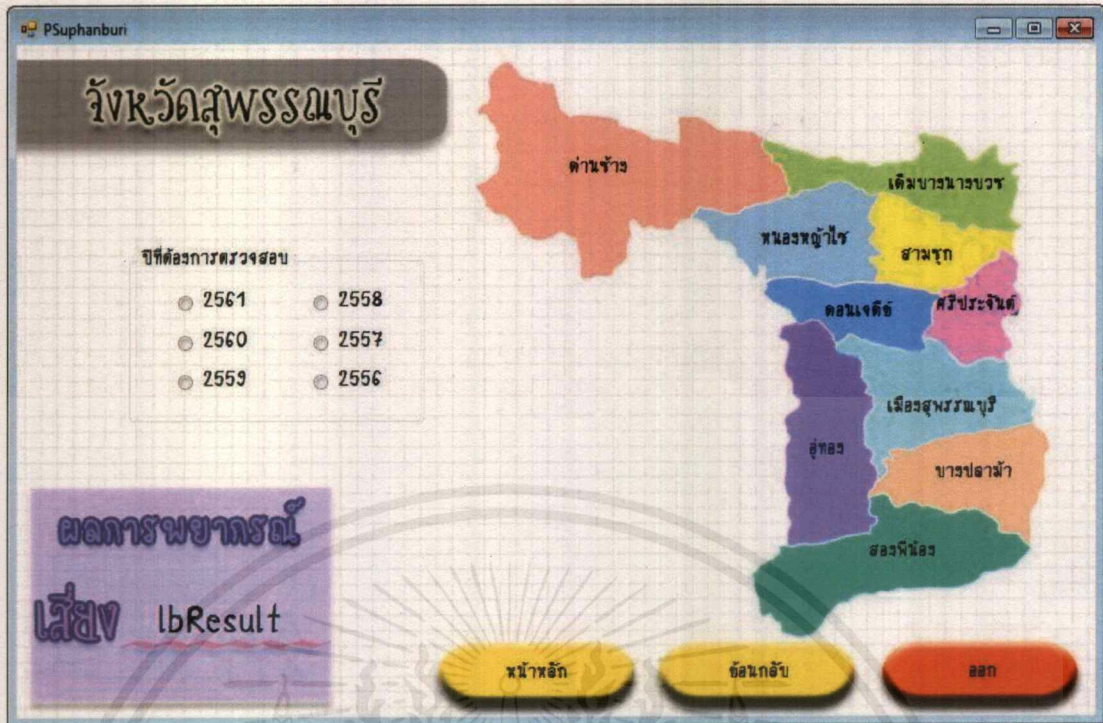 PSuphanburi
จังหวัดสุพรรณบุรี
ปีที่ต้องการตรวจสอบ
2561 2558
2560 2557
2559 2556
ผลการพยากรณ์
เสี่ยง lbResult
ด่านช้าง
เดิมบางนางบวช
หนองหญ้าไซ
สามชุก
ดอนเจดีย์
ศรีประจันต์
เมืองสุพรรณบุรี
อู่ทอง
บางปลาม้า
สองพี่น้อง
หน้าหลัก ย้อนกลับ ออก